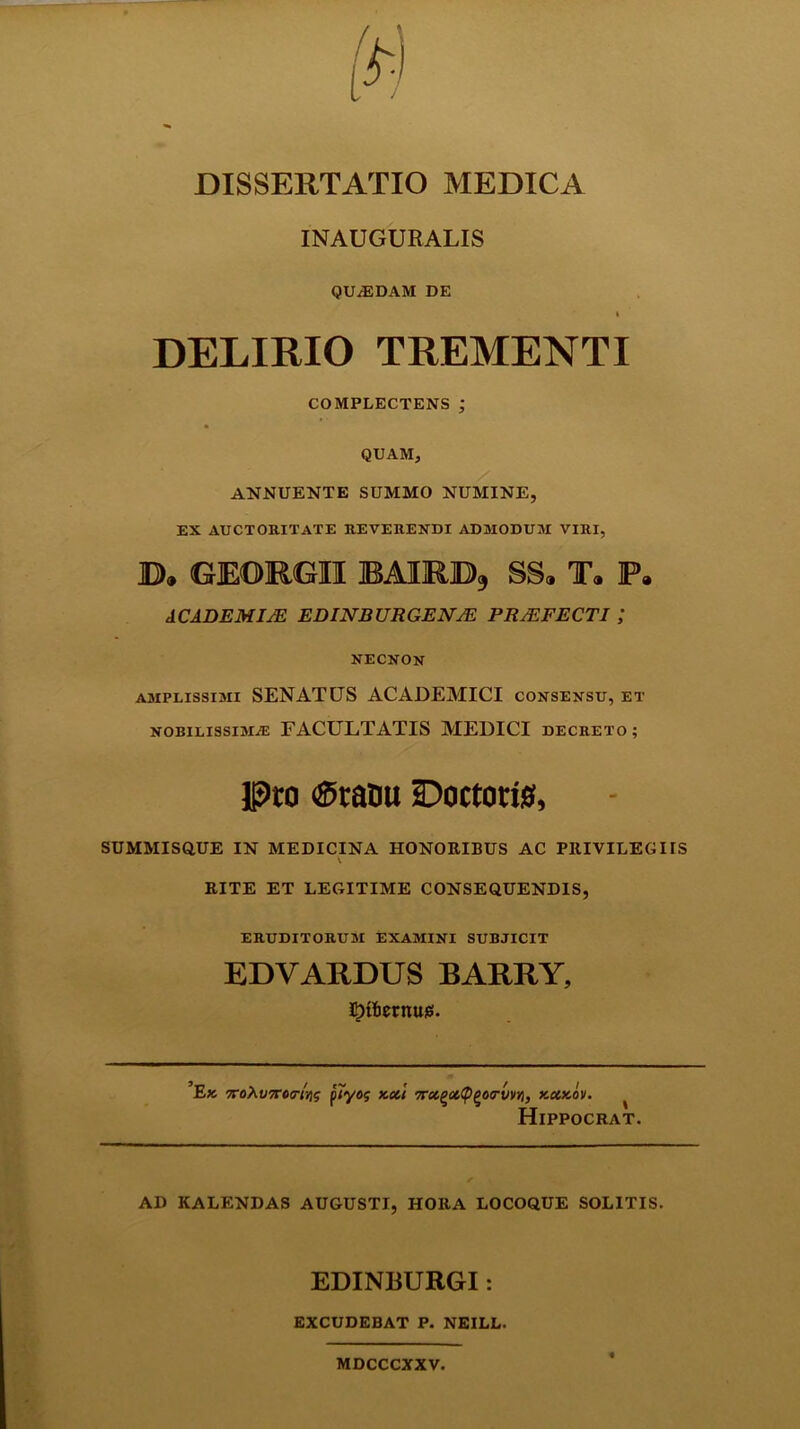 (5.)
DISSERTATIO MEDICA
INAUGURALIS
QUÆDAM DE
DELIRIO TREMENTI
COMPLECTENS ;
QUAM,
ANNUENTE SUMMO NUMINE,
EX AUCTORITATE REVERENDI ADMODUM VIRI,
D. GEORGII BAIRD, SS. T. P.
ACADEMIÆ EDINBURGENÆ PRÆFECTI ;
NECNON
AMPLISSIMI SENATUS ACADEMICI CONSENSU, ET
NOBILISSIMÆ FACULTATIS MEDICI DECRETO ;
Pro Gradu Doctoris,
SUMMISQUE IN MEDICINA HONORIBUS AC PRIVILEGIIS
RITE ET LEGITIME CONSEQUENDIS,
ERUDITORUM EXAMINI SUBJICIT
EDVARDUS BARRY,
Hibernus.
Ἐκ πολυποσίης ῥῖγος καὶ παραφροσύνη, κακόν.
HIPPOCRAT.
AD KALENDAS AUGUSTI, HORA LOCOQUE SOLITIS.
EDINBURGI :
EXCUDEBAT P. NEILL.
MDCCCXXV.